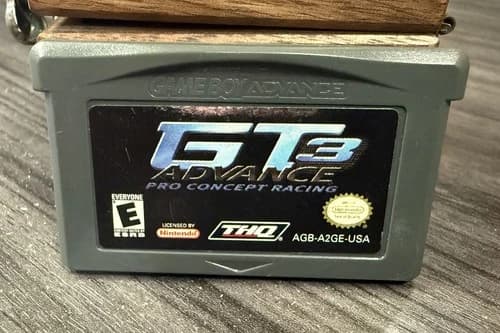 GAME BOY ADVANCE
GT3
ADVANCE
PRO CONCEPT RACING
EVERYONE
E
LICENSED BY
Nintendo
THQ
AGB-A2GE-USA